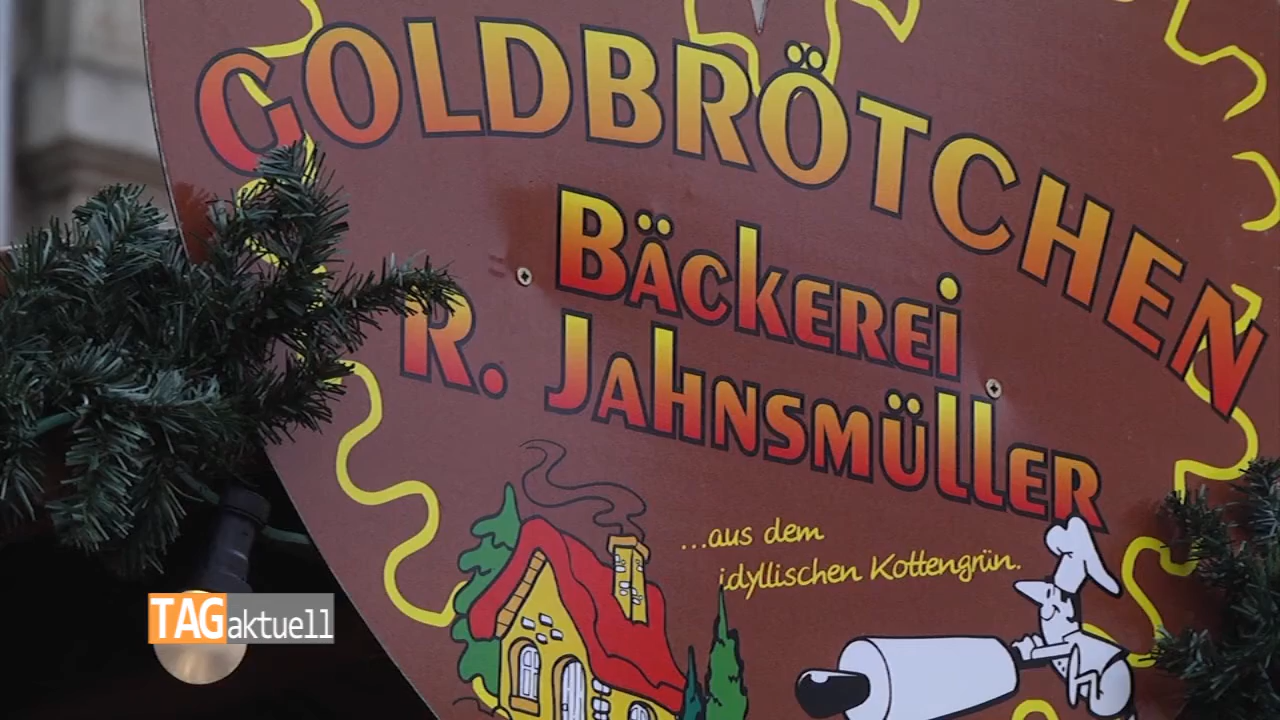 GOLDBRÖTCHEN
BÄCKEREI
R. JAHNSMÜLLER
...aus dem
idyllischen Kottengrün.
TAGaktuell